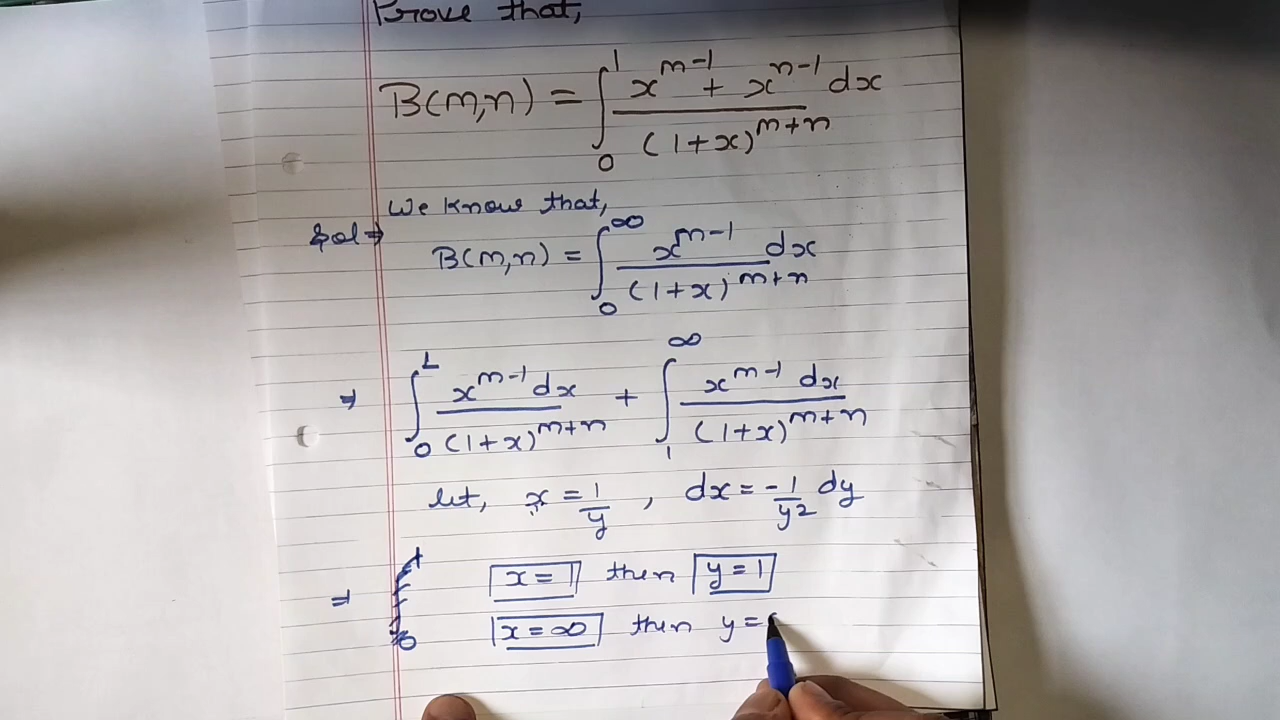 Prove that,
B(m,n) = ∫₀¹ (x^(m-1) + x^(n-1))/(1+x)^(m+n) dx
We know that,
Sol⇒
B(m,n) = ∫₀^∞ x^(m-1)/(1+x)^(m+n) dx
⇒ ∫₀¹ x^(m-1) dx/(1+x)^(m+n) + ∫₁^∞ x^(m-1) dx/(1+x)^(m+n)
let, x = 1/y , dx = -1/y² dy
⇒ x = 1 then y = 1
x = ∞ then y =